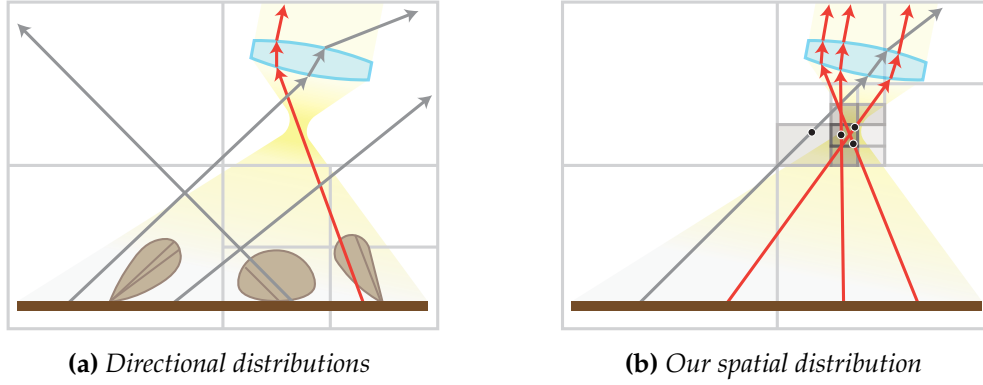 (a) Directional distributions
(b) Our spatial distribution